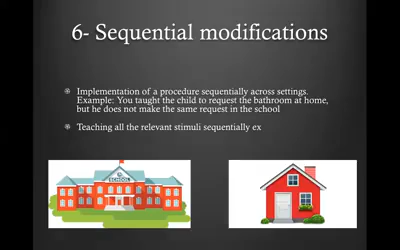 6- Sequential modifications
Implementation of a procedure sequentially across settings.
Example: You taught the child to request the bathroom at home,
but he does not make the same request in the school
Teaching all the relevant stimuli sequentially ex
SCHOOL